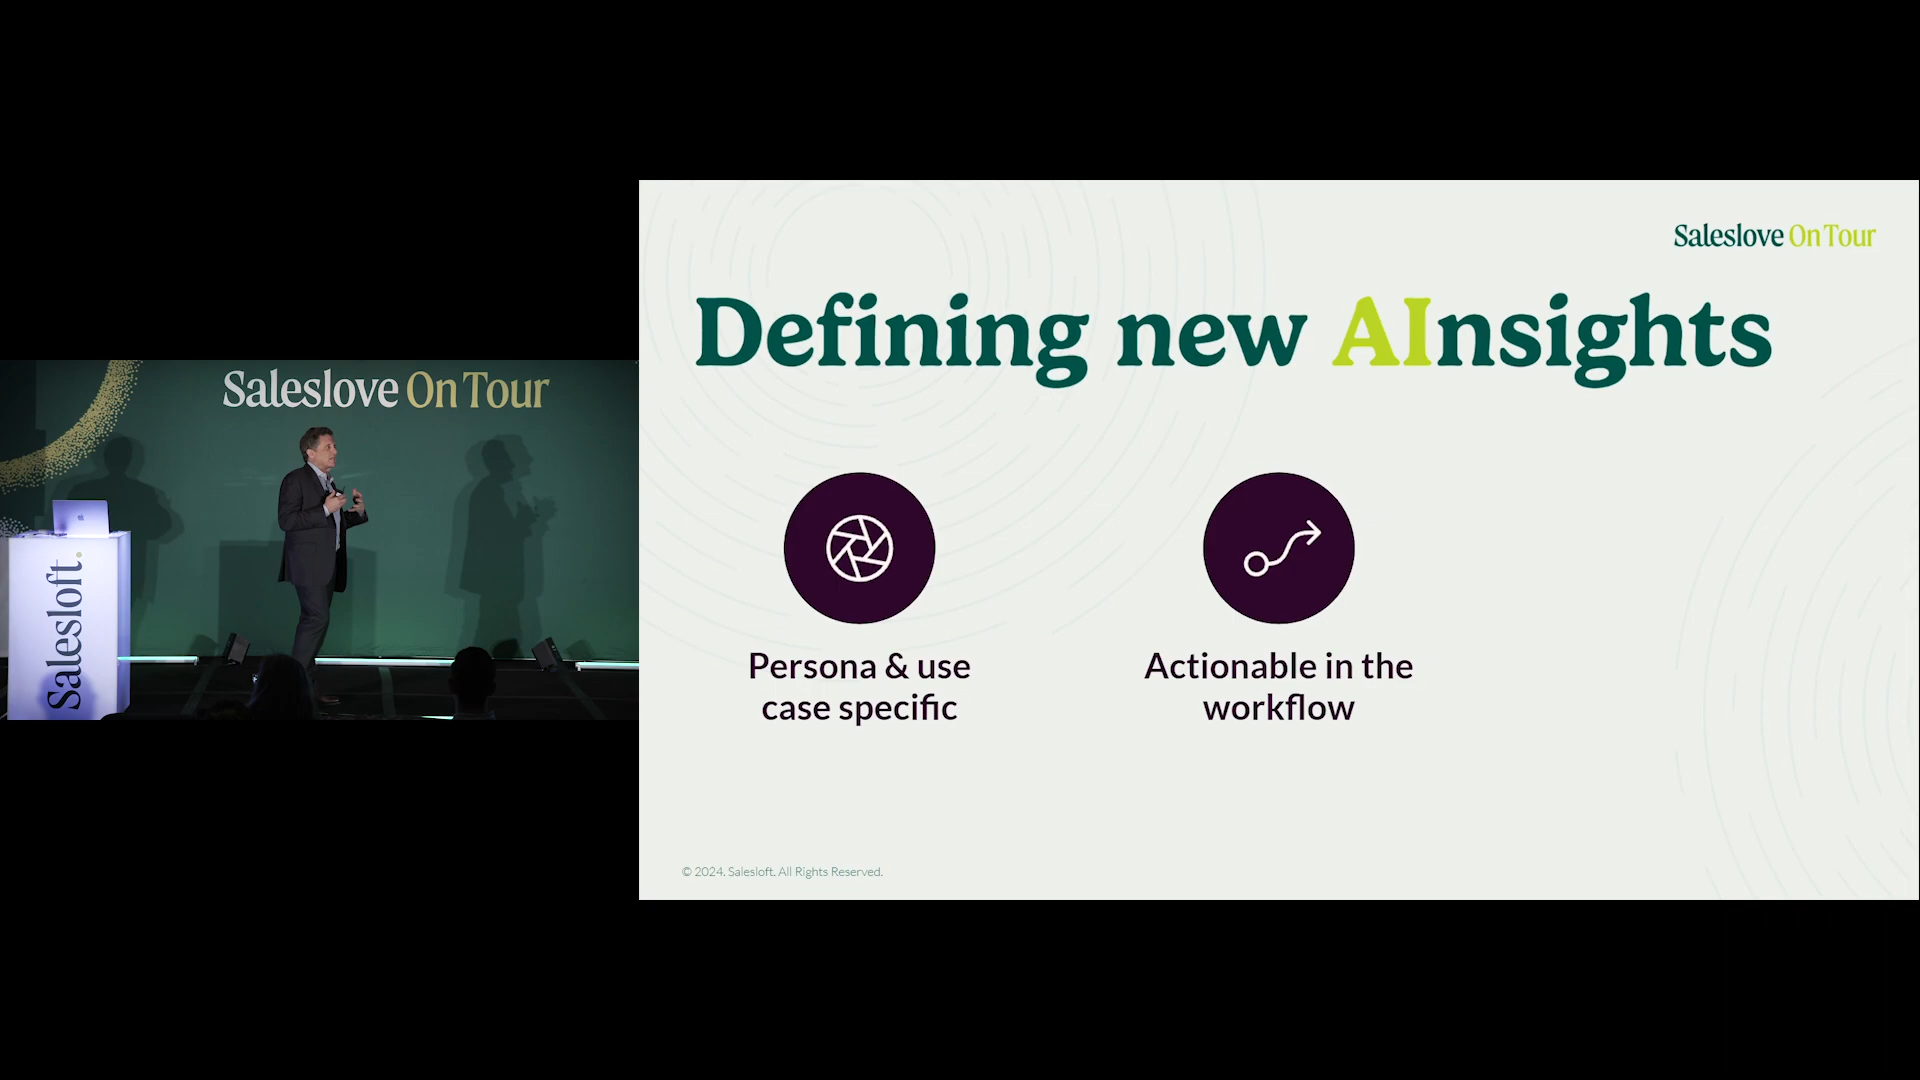 Saleslove On Tour
Salesloft.
Saleslove On Tour
Defining new AInsights
Persona & use
case specific
Actionable in the
workflow
© 2024. Salesloft. All Rights Reserved.